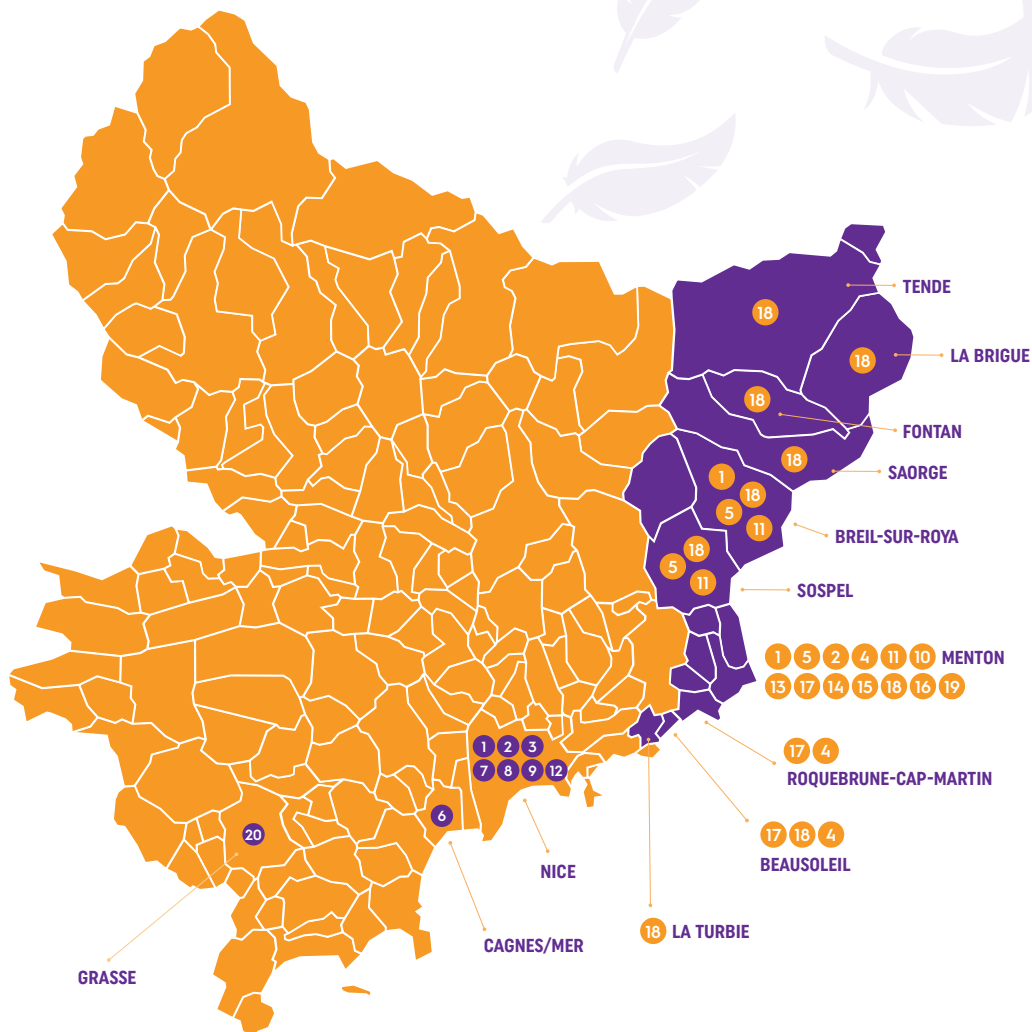 TENDE
18
LA BRIGUE
18
18
FONTAN
18
SAORGE
1
18
5
11
BREIL-SUR-ROYA
18
5
11
SOSPEL
1 5 2 4 11 10 MENTON
13 17 14 15 18 16 19
17 4
ROQUEBRUNE-CAP-MARTIN
1 2 3
7 8 9 12
6
20
17 18 4
BEAUSOLEIL
NICE
18 LA TURBIE
CAGNES/MER
GRASSE